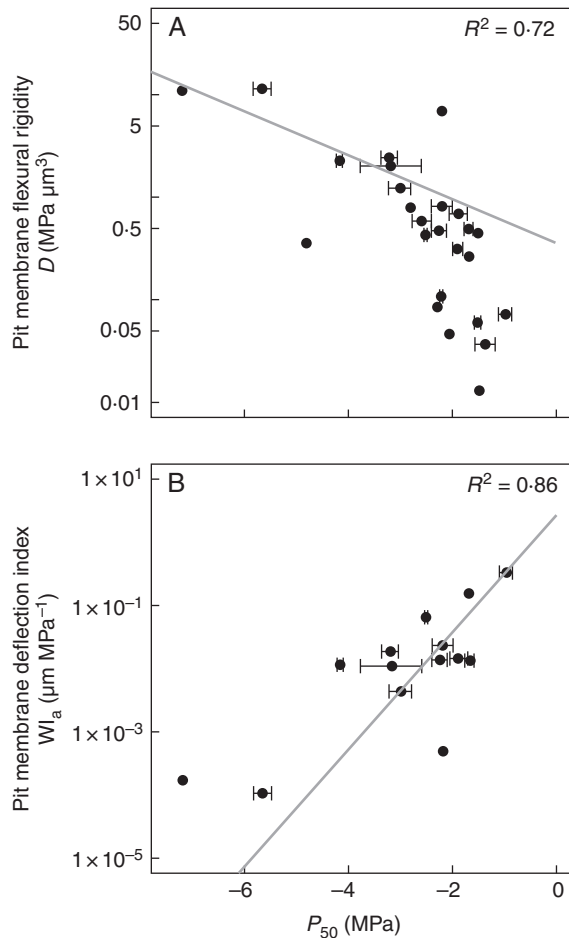 A
R² = 0·72
50
5
0·5
0·05
0·01
Pit membrane flexural rigidity
D (MPa µm³)
B
R² = 0·86
1 × 10¹
1 × 10⁻¹
1 × 10⁻³
1 × 10⁻⁵
Pit membrane deflection index
WIₐ (µm MPa⁻¹)
−6
−4
−2
0
P₅₀ (MPa)